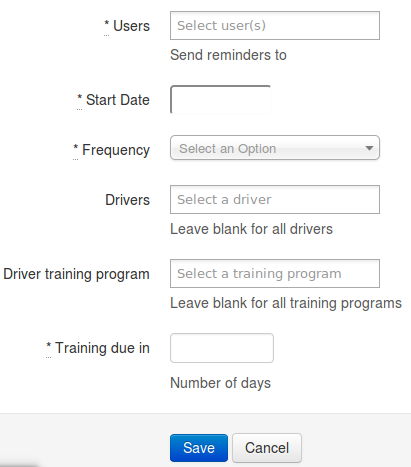 * Users Select user(s)
Send reminders to
* Start Date
* Frequency Select an Option
Drivers Select a driver
Leave blank for all drivers
Driver training program Select a training program
Leave blank for all training programs
* Training due in
Number of days
Save Cancel